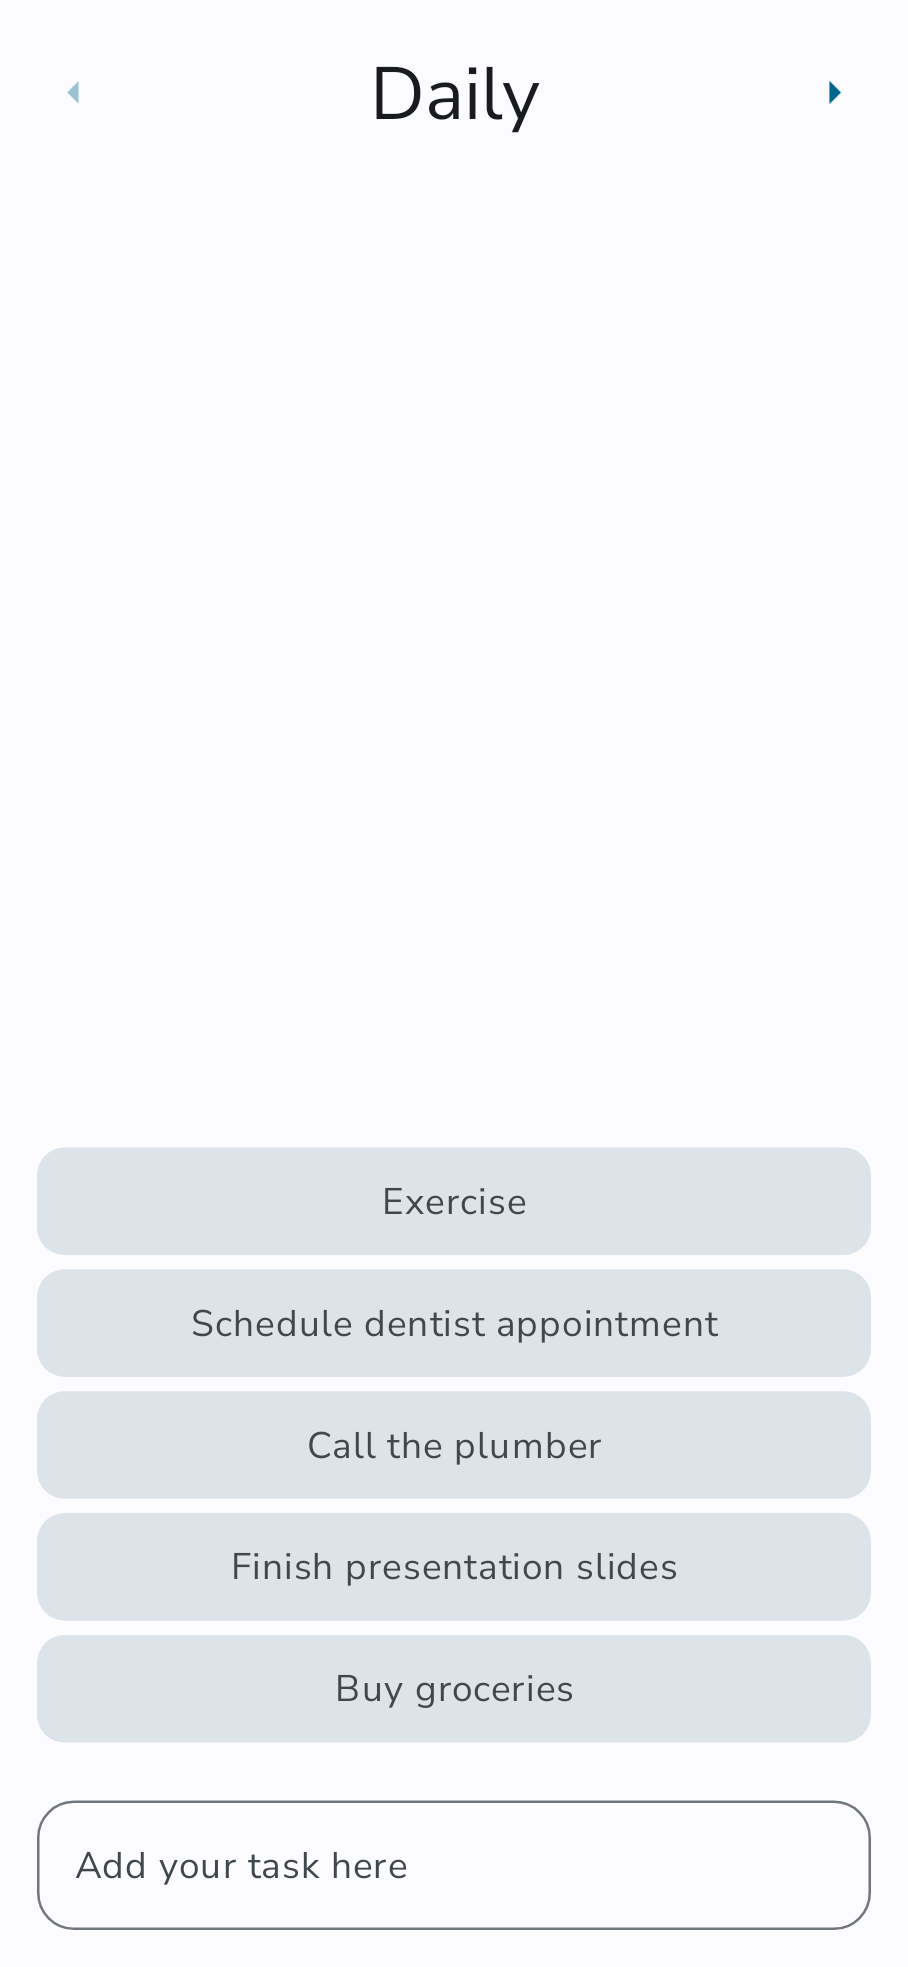 Daily
Exercise
Schedule dentist appointment
Call the plumber
Finish presentation slides
Buy groceries
Add your task here